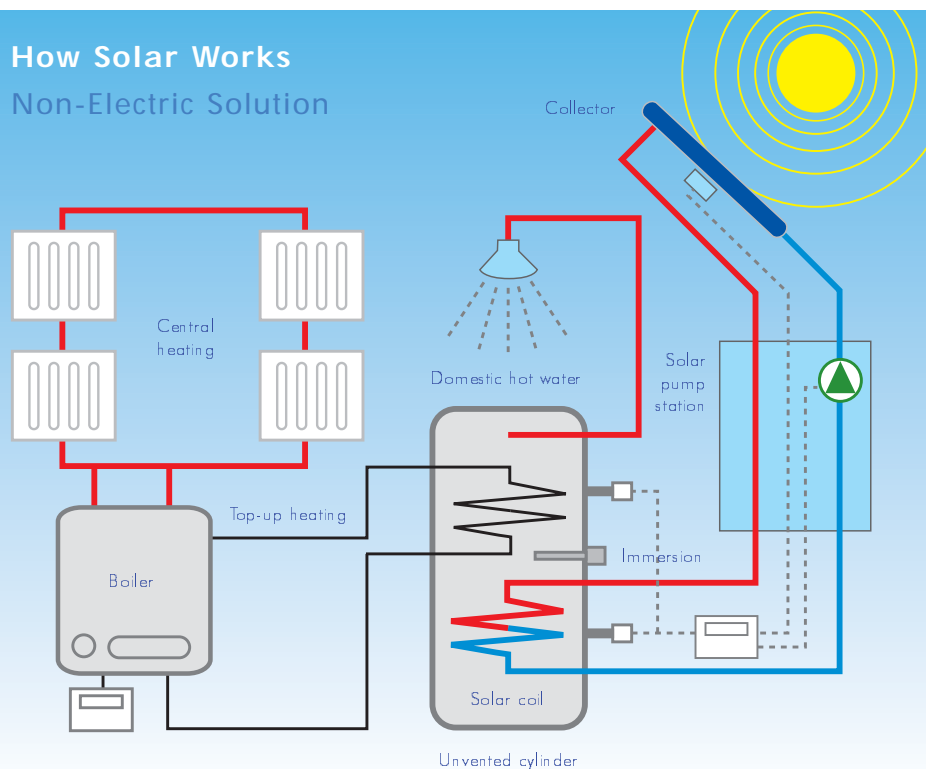 How Solar Works
Non-Electric Solution
Collector
Central
heating
Domestic hot water
Solar
pump
station
Top-up heating
Immersion
Boiler
Solar coil
Unvented cylinder